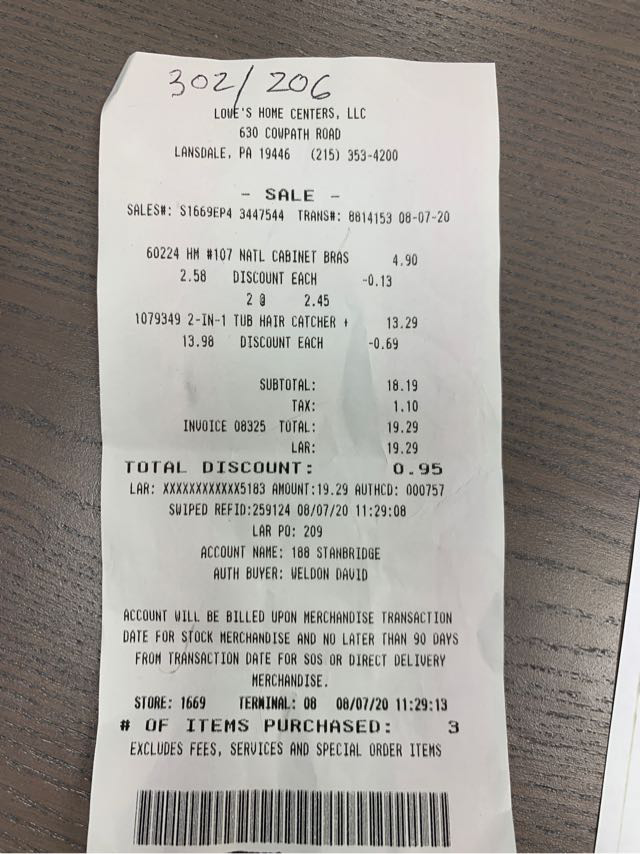 302/206
LOWE'S HOME CENTERS, LLC
630 COWPATH ROAD
LANSDALE, PA 19446 (215) 353-4200
- SALE -
SALES#: S1669EP4 3447544 TRANS#: 8814153 08-07-20
60224 HM #107 NATL CABINET BRAS 4.90
2.58 DISCOUNT EACH -0.13
2 @ 2.45
1079349 2-IN-1 TUB HAIR CATCHER + 13.29
13.98 DISCOUNT EACH -0.69
SUBTOTAL: 18.19
TAX: 1.10
INVOICE 08325 TOTAL: 19.29
LAR: 19.29
TOTAL DISCOUNT: 0.95
LAR: XXXXXXXXXXXX5183 AMOUNT:19.29 AUTHCD: 000757
SWIPED REFID:259124 08/07/20 11:29:08
LAR PO: 209
ACCOUNT NAME: 188 STANBRIDGE
AUTH BUYER: WELDON DAVID
ACCOUNT WILL BE BILLED UPON MERCHANDISE TRANSACTION
DATE FOR STOCK MERCHANDISE AND NO LATER THAN 90 DAYS
FROM TRANSACTION DATE FOR SOS OR DIRECT DELIVERY
MERCHANDISE.
STORE: 1669 TERMINAL: 08 08/07/20 11:29:13
# OF ITEMS PURCHASED: 3
EXCLUDES FEES, SERVICES AND SPECIAL ORDER ITEMS